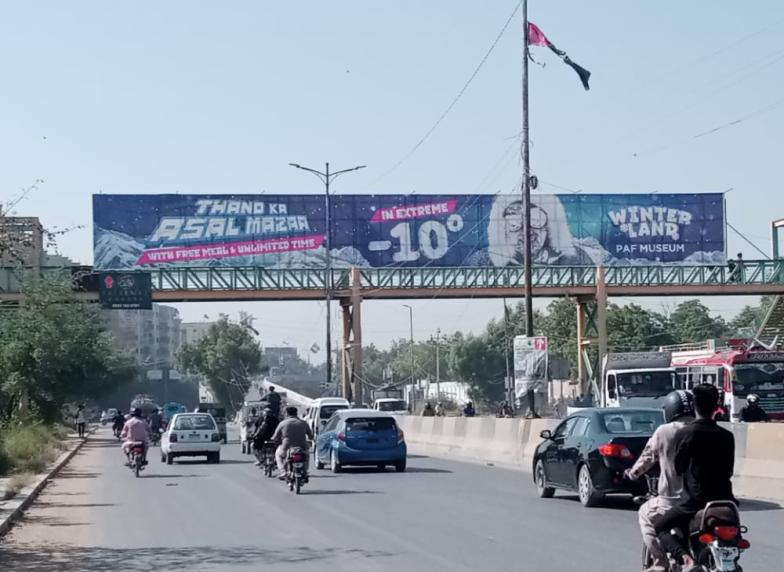 THAND KA
ASAL MAZAA
WITH FREE MEAL & UNLIMITED TIME
IN EXTREME
-10°
WINTER
LAND
PAF MUSEUM